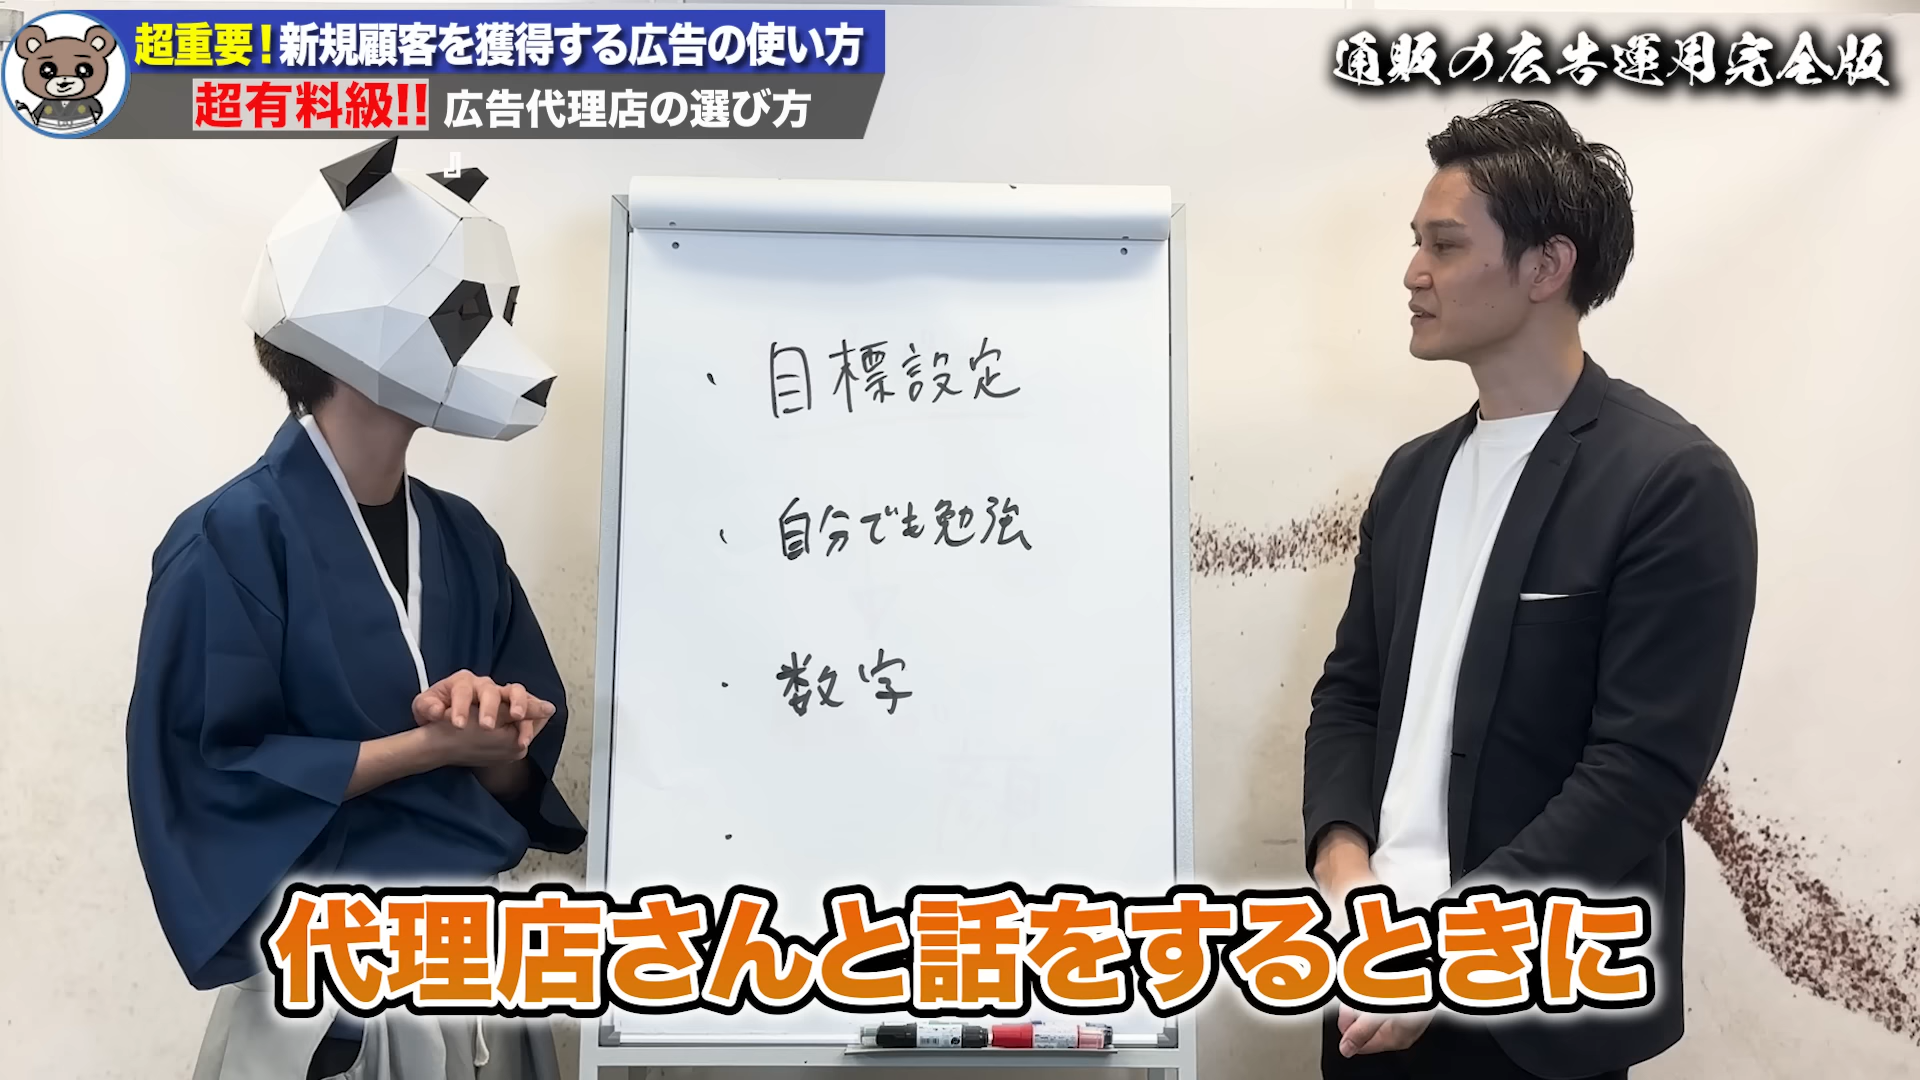 超重要！新規顧客を獲得する広告の使い方
超有料級!! 広告代理店の選び方
通販の広告運用完全版
』
・目標設定
・自分でも勉強
・数字
・
代理店さんと話をするときに